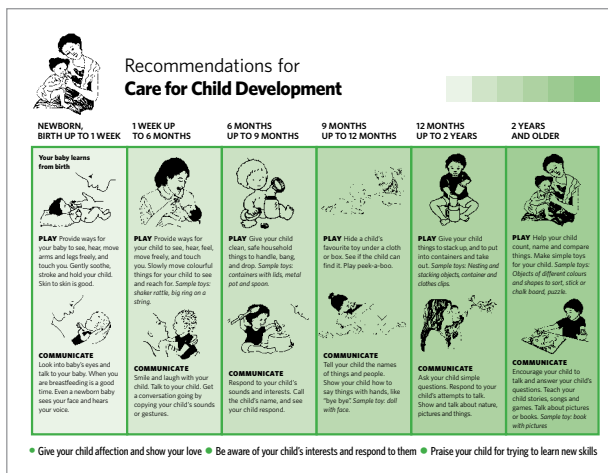 Recommendations for
Care for Child Development
NEWBORN,
BIRTH UP TO 1 WEEK
1 WEEK UP
TO 6 MONTHS
6 MONTHS
UP TO 9 MONTHS
9 MONTHS
UP TO 12 MONTHS
12 MONTHS
UP TO 2 YEARS
2 YEARS
AND OLDER
Your baby learns
from birth
PLAY Provide ways for
your baby to see, hear, move
arms and legs freely, and
touch you. Gently soothe,
stroke and hold your child.
Skin to skin is good.
COMMUNICATE
Look into baby's eyes and
talk to your baby. When you
are breastfeeding is a good
time. Even a newborn baby
sees your face and hears
your voice.
PLAY Provide ways for
your child to see, hear, feel,
move freely, and touch
you. Slowly move colourful
things for your child to see
and reach for. Sample toys:
shaker rattle, big ring on a
string.
COMMUNICATE
Smile and laugh with your
child. Talk to your child. Get
a conversation going by
copying your child's sounds
or gestures.
PLAY Give your child
clean, safe household
things to handle, bang,
and drop. Sample toys:
containers with lids, metal
pot and spoon.
COMMUNICATE
Respond to your child's
sounds and interests. Call
the child's name, and see
your child respond.
PLAY Hide a child's
favourite toy under a cloth
or box. See if the child can
find it. Play peek-a-boo.
COMMUNICATE
Tell your child the names
of things and people.
Show your child how to
say things with hands, like
"bye bye". Sample toy: doll
with face.
PLAY Give your child
things to stack up, and to put
into containers and take
out. Sample toys: Nesting and
stacking objects, container and
clothes clips.
COMMUNICATE
Ask your child simple
questions. Respond to your
child's attempts to talk.
Show and talk about nature,
pictures and things.
PLAY Help your child
count, name and compare
things. Make simple toys
for your child. Sample toys:
Objects of different colours
and shapes to sort, stick or
chalk board, puzzle.
COMMUNICATE
Encourage your child to
talk and answer your child's
questions. Teach your
child stories, songs and
games. Talk about pictures
or books. Sample toy: book
with pictures
• Give your child affection and show your love • Be aware of your child's interests and respond to them • Praise your child for trying to learn new skills